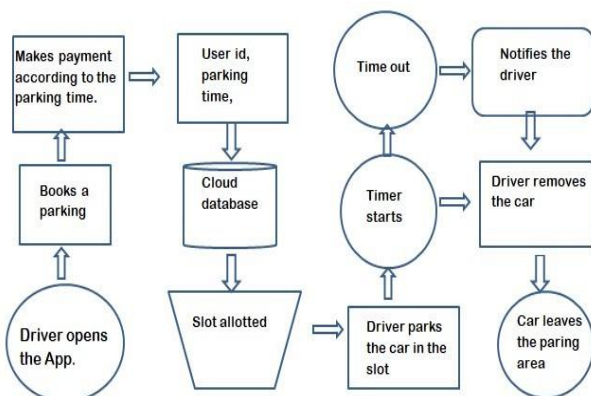 Driver opens
the App.
Books a
parking
Makes payment
according to the
parking time.
User id,
parking
time,
Cloud
database
Slot allotted
Driver parks
the car in the
slot
Timer
starts
Time out
Notifies the
driver
Driver removes
the car
Car leaves
the paring
area